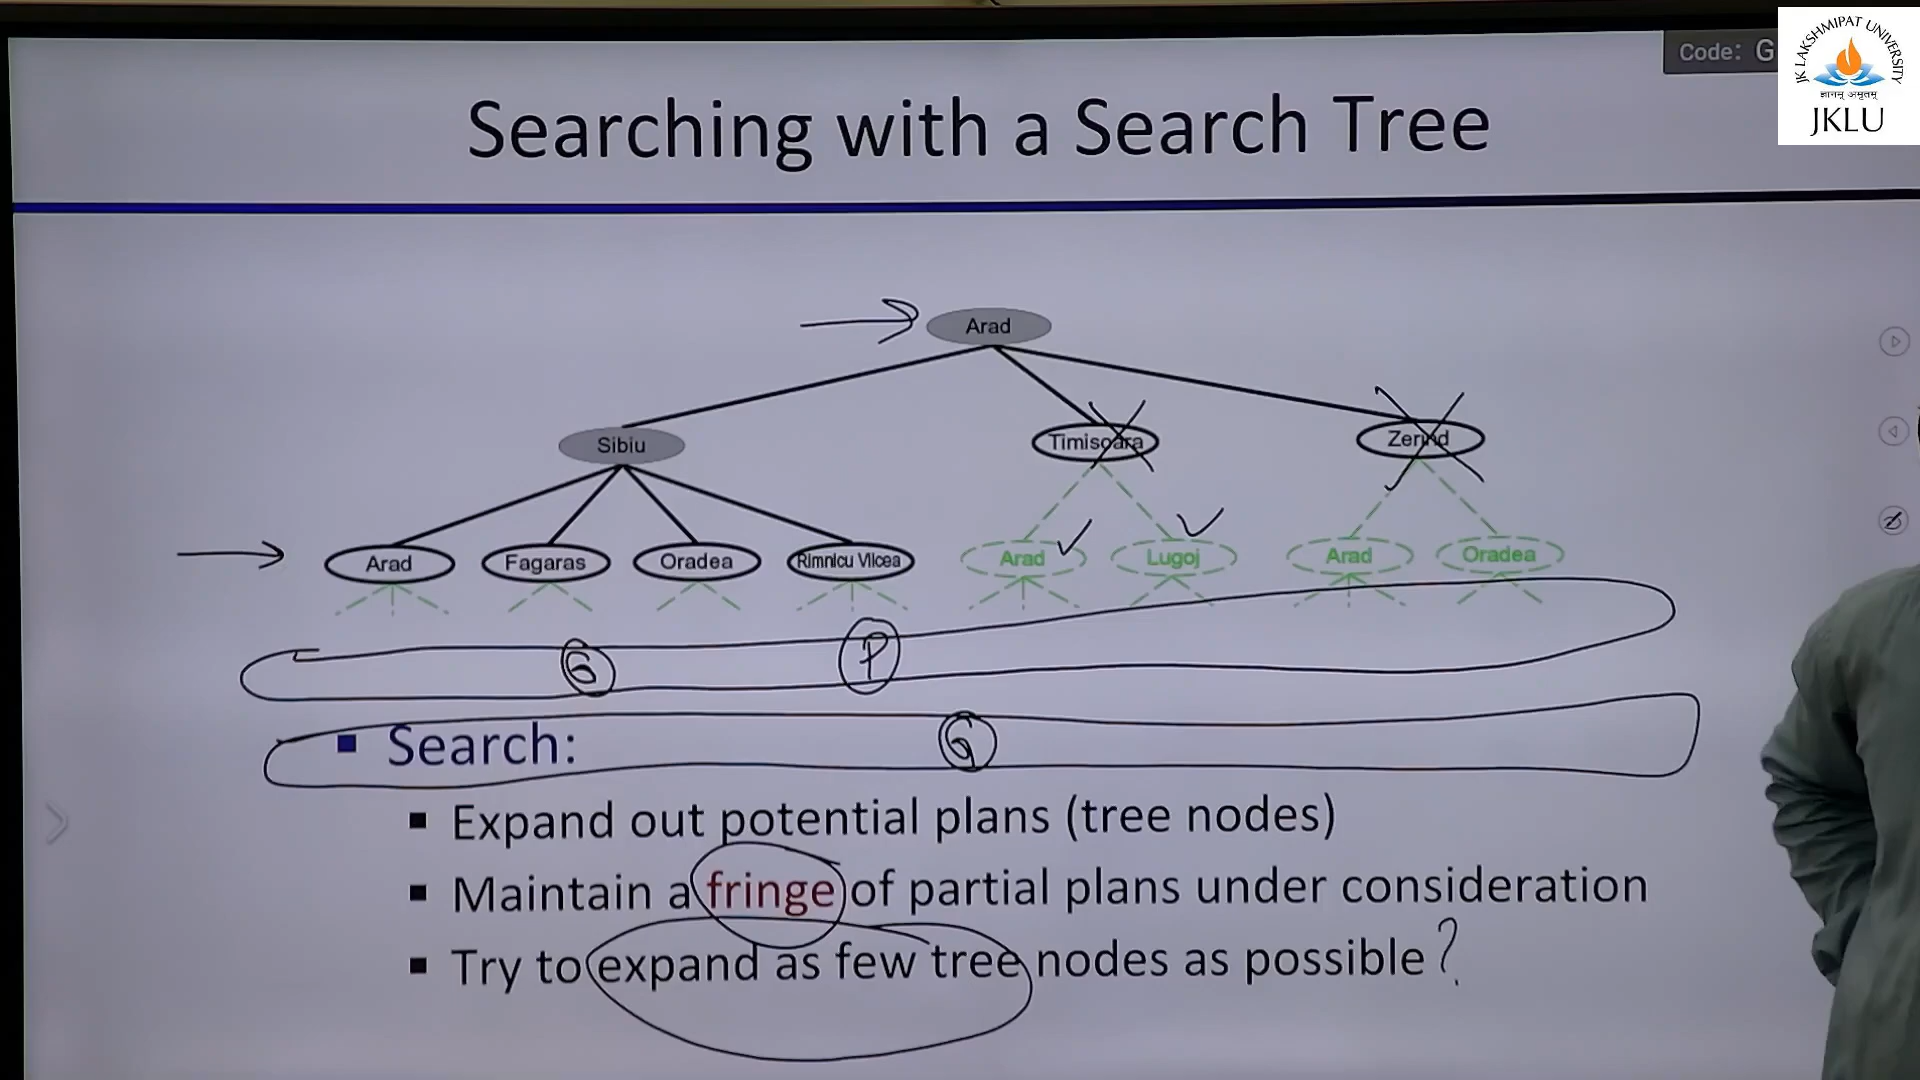 Code: G
JK LAKSHMIPAT UNIVERSITY
ज्ञानम् अमृतम्
JKLU
Searching with a Search Tree
Arad
Sibiu Timisoara Zerind
Arad Fagaras Oradea Rimnicu Vilcea Arad Lugoj Arad Oradea
G P
▪ Search: G
▪ Expand out potential plans (tree nodes)
▪ Maintain a fringe of partial plans under consideration
▪ Try to expand as few tree nodes as possible ?